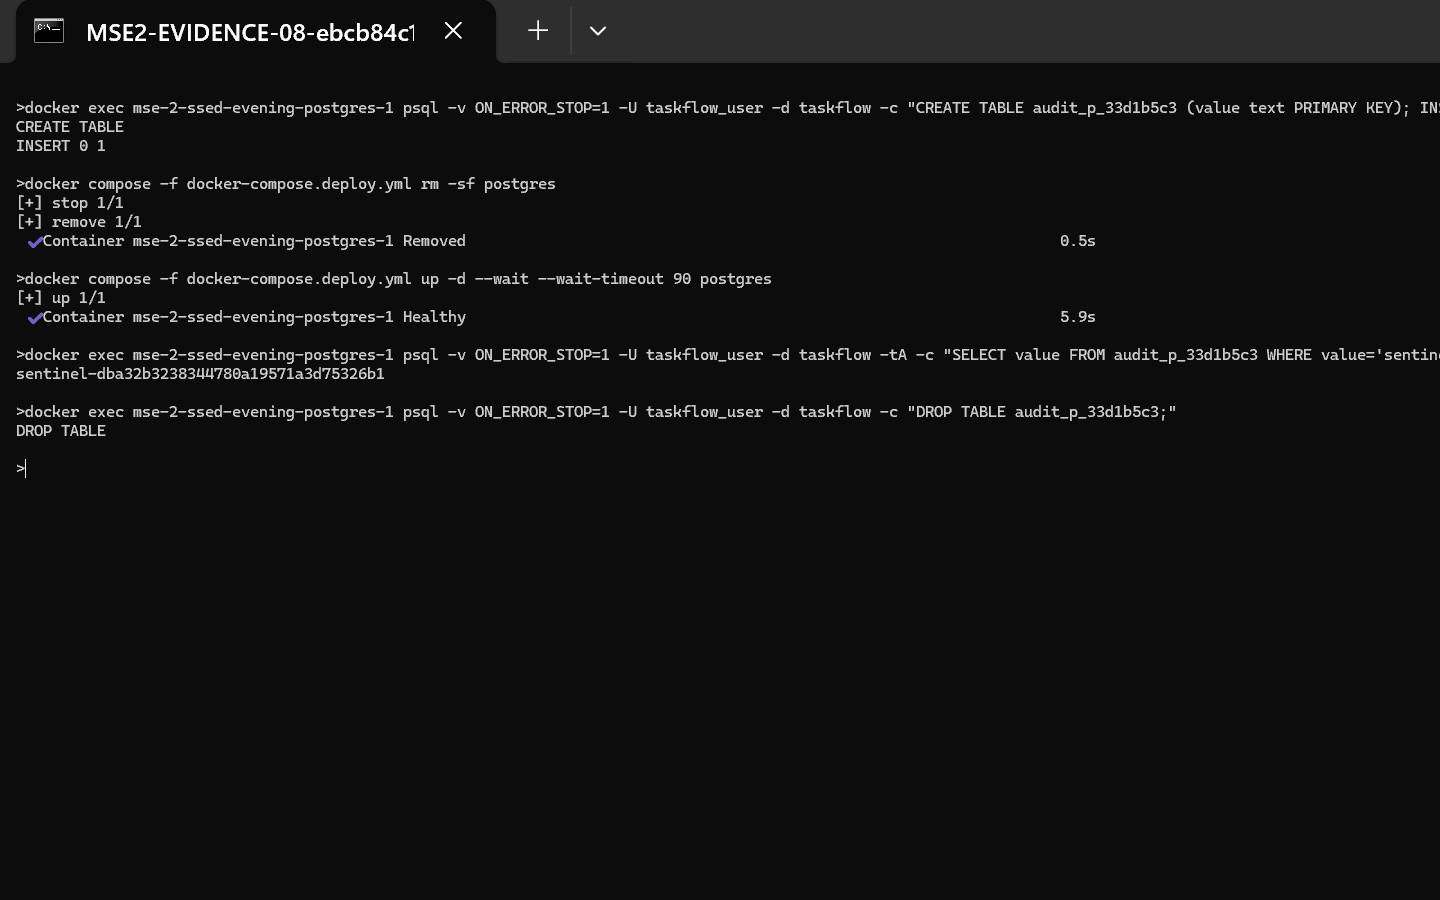 MSE2-EVIDENCE-08-ebcb84c1
>docker exec mse-2-ssed-evening-postgres-1 psql -v ON_ERROR_STOP=1 -U taskflow_user -d taskflow -c "CREATE TABLE audit_p_33d1b5c3 (value text PRIMARY KEY); INS
CREATE TABLE
INSERT 0 1
>docker compose -f docker-compose.deploy.yml rm -sf postgres
[+] stop 1/1
[+] remove 1/1
✔Container mse-2-ssed-evening-postgres-1 Removed 0.5s
>docker compose -f docker-compose.deploy.yml up -d --wait --wait-timeout 90 postgres
[+] up 1/1
✔Container mse-2-ssed-evening-postgres-1 Healthy 5.9s
>docker exec mse-2-ssed-evening-postgres-1 psql -v ON_ERROR_STOP=1 -U taskflow_user -d taskflow -tA -c "SELECT value FROM audit_p_33d1b5c3 WHERE value='sentine
sentinel-dba32b3238344780a19571a3d75326b1
>docker exec mse-2-ssed-evening-postgres-1 psql -v ON_ERROR_STOP=1 -U taskflow_user -d taskflow -c "DROP TABLE audit_p_33d1b5c3;"
DROP TABLE
>